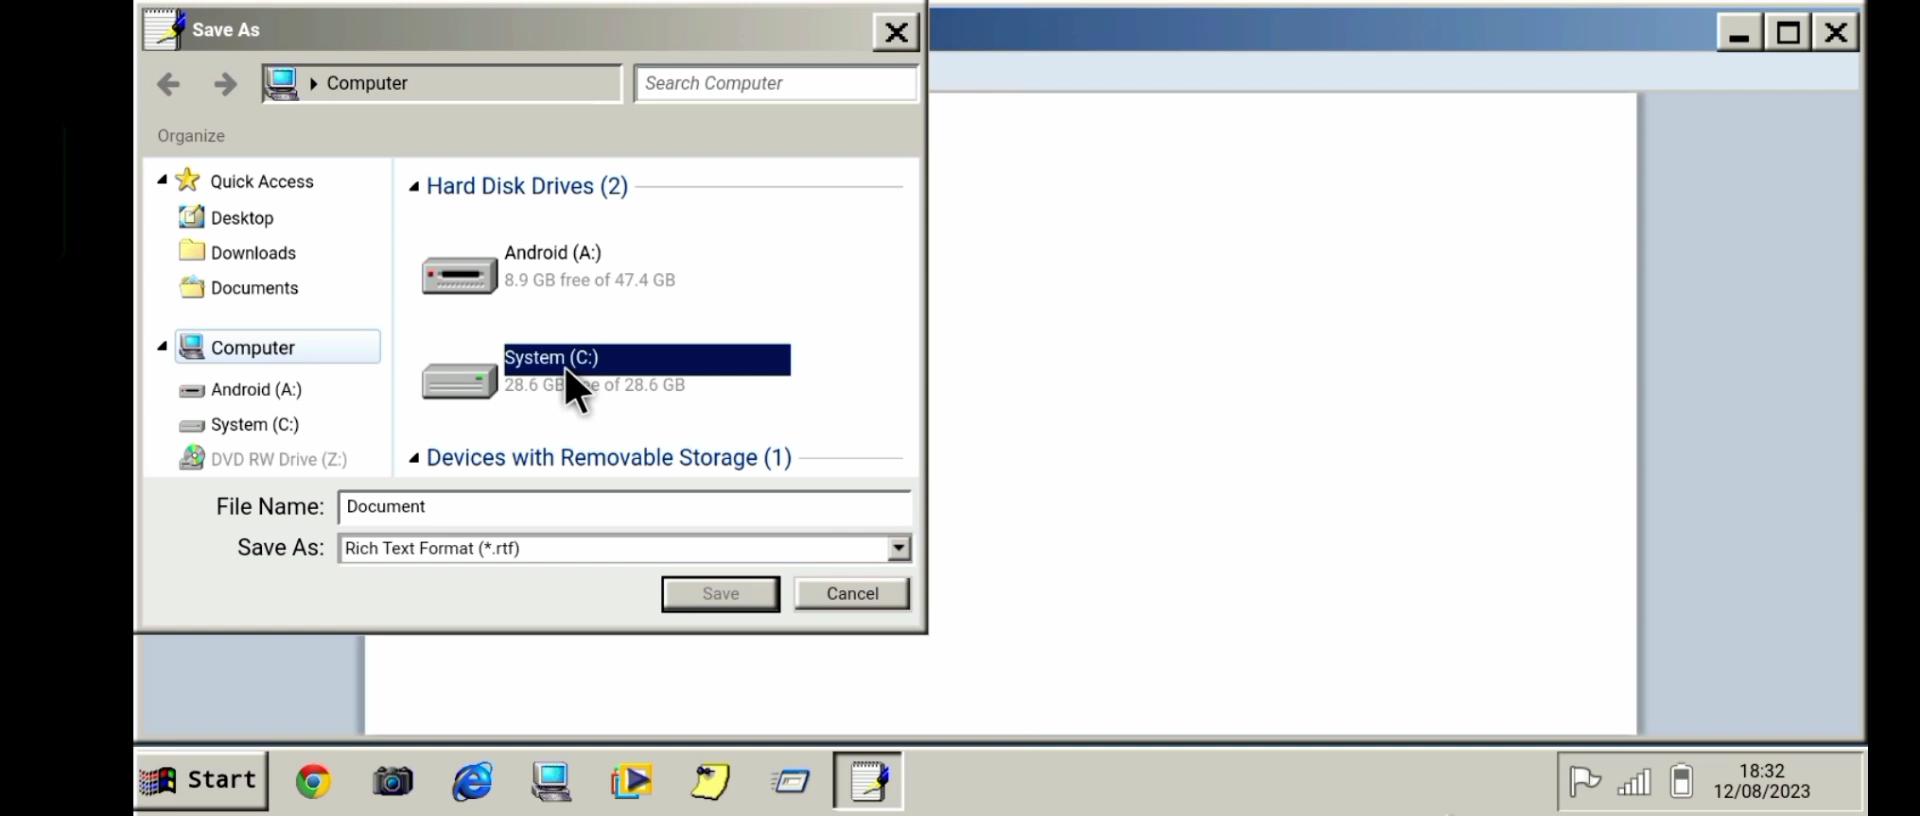 Save As
Computer
Search Computer
Organize
Quick Access
Desktop
Downloads
Documents
Computer
Android (A:)
System (C:)
DVD RW Drive (Z:)
Hard Disk Drives (2)
Android (A:)
8.9 GB free of 47.4 GB
System (C:)
28.6 GB of 28.6 GB
Devices with Removable Storage (1)
File Name: Document
Save As: Rich Text Format (*.rtf)
Save Cancel
Start
18:32
12/08/2023